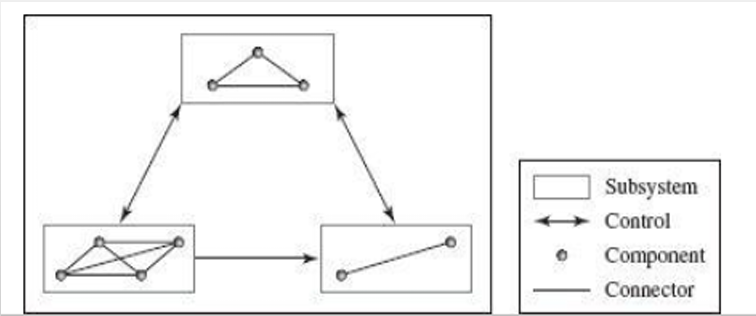 Subsystem
Control
Component
Connector